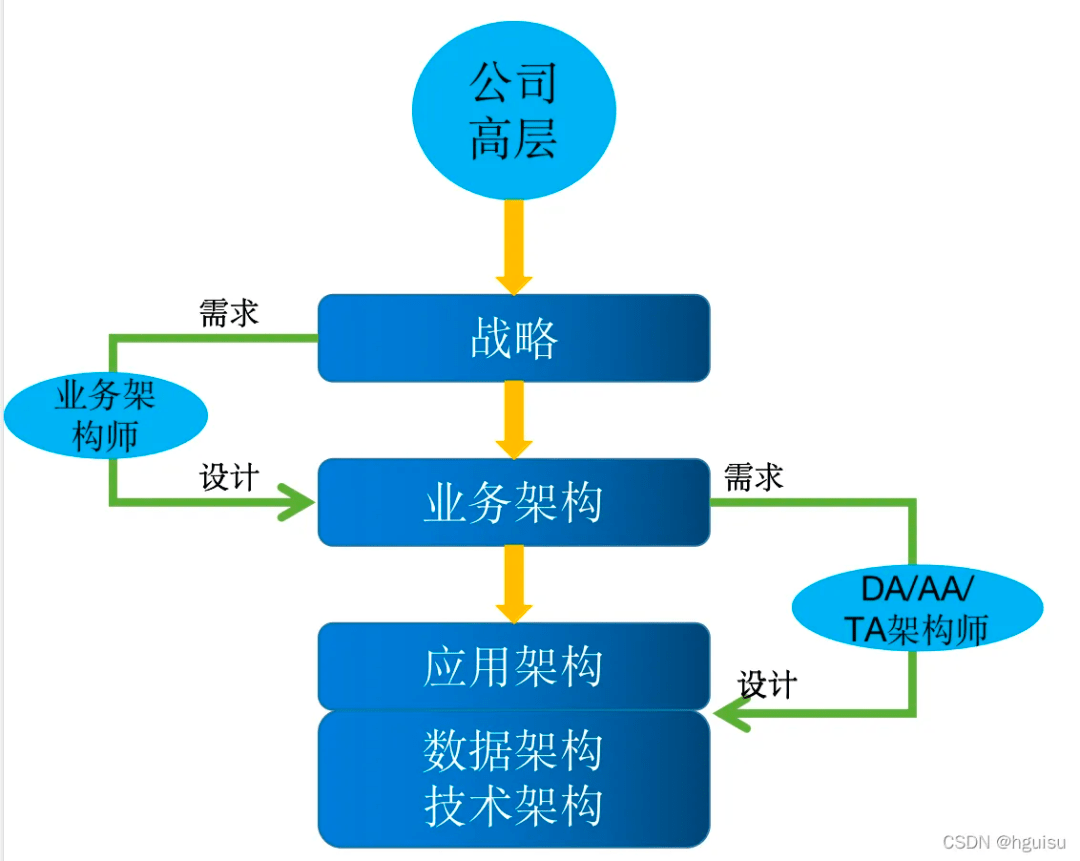 公司
高层
需求
战略
业务架
构师
设计
业务架构
需求
DA/AA/
TA架构师
应用架构
设计
数据架构
技术架构
CSDN @hguisu